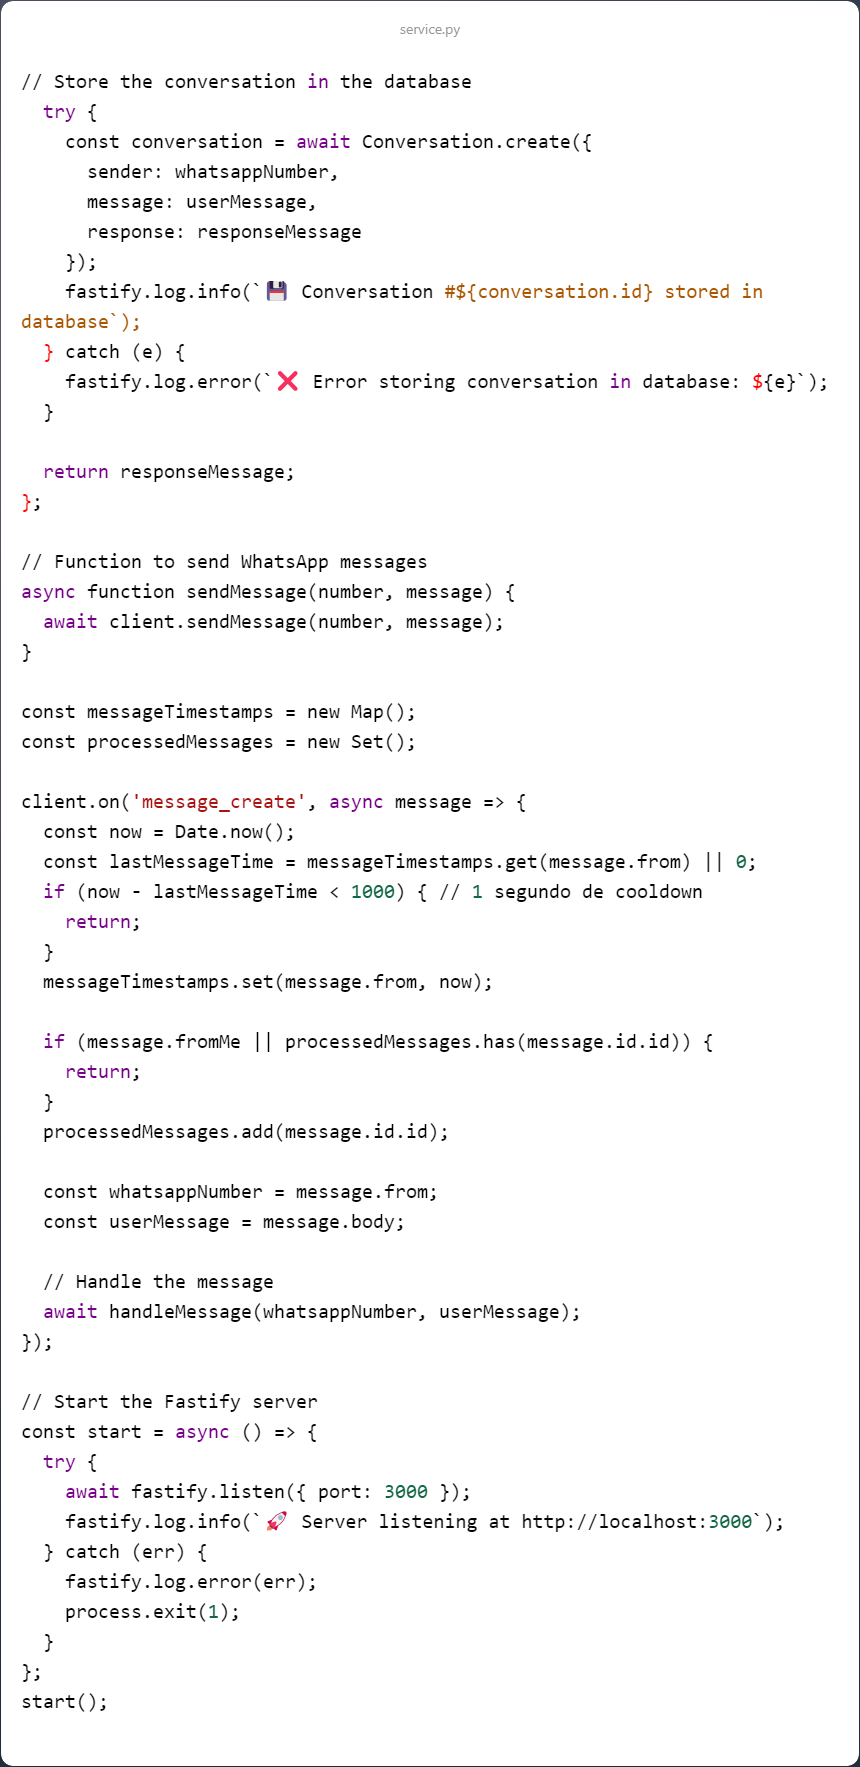 service.py
// Store the conversation in the database
  try {
    const conversation = await Conversation.create({
      sender: whatsappNumber,
      message: userMessage,
      response: responseMessage
    });
    fastify.log.info(`💾 Conversation #${conversation.id} stored in
database`);
  } catch (e) {
    fastify.log.error(`❌ Error storing conversation in database: ${e}`);
  }

  return responseMessage;
};

// Function to send WhatsApp messages
async function sendMessage(number, message) {
  await client.sendMessage(number, message);
}

const messageTimestamps = new Map();
const processedMessages = new Set();

client.on('message_create', async message => {
  const now = Date.now();
  const lastMessageTime = messageTimestamps.get(message.from) || 0;
  if (now - lastMessageTime < 1000) { // 1 segundo de cooldown
    return;
  }
  messageTimestamps.set(message.from, now);

  if (message.fromMe || processedMessages.has(message.id.id)) {
    return;
  }
  processedMessages.add(message.id.id);

  const whatsappNumber = message.from;
  const userMessage = message.body;

  // Handle the message
  await handleMessage(whatsappNumber, userMessage);
});

// Start the Fastify server
const start = async () => {
  try {
    await fastify.listen({ port: 3000 });
    fastify.log.info(`🚀 Server listening at http://localhost:3000`);
  } catch (err) {
    fastify.log.error(err);
    process.exit(1);
  }
};
start();